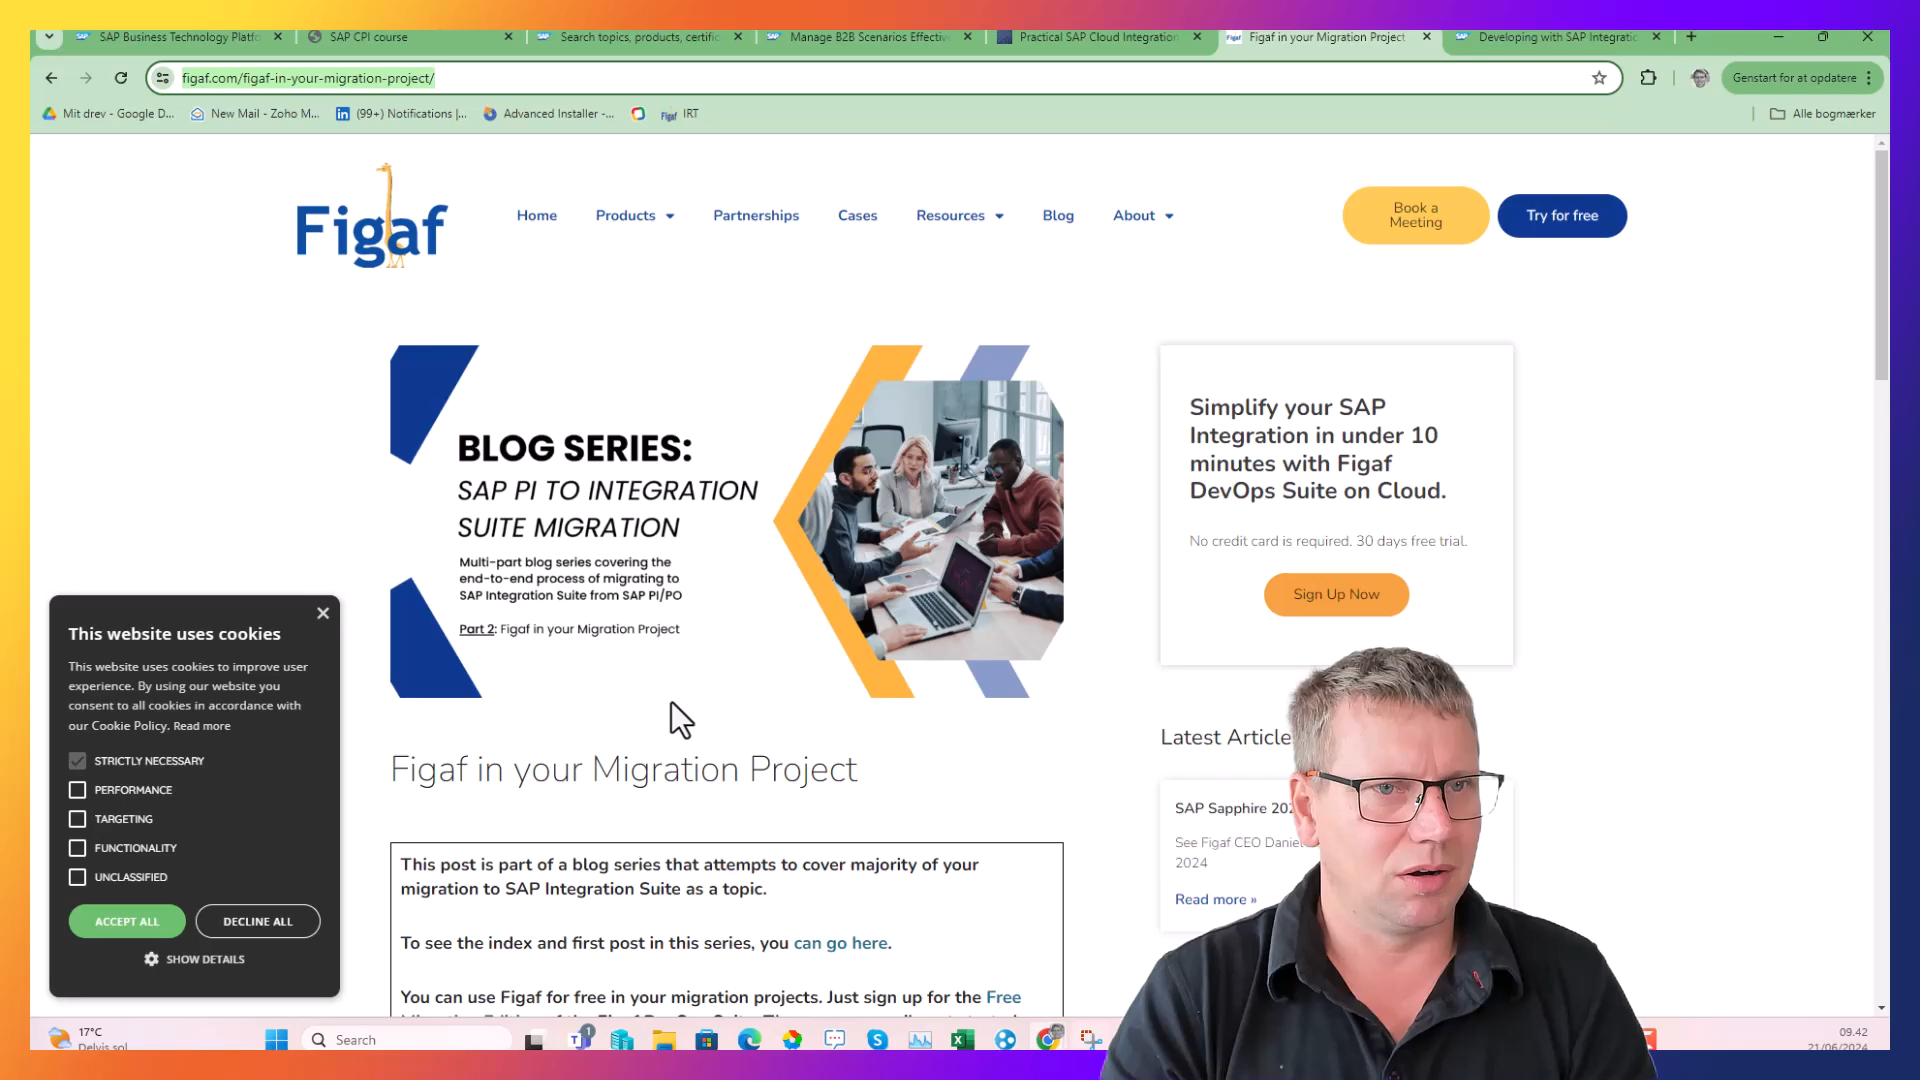 SAP Business Technology Platfo
SAP CPI course
Search topics, products, certific
Manage B2B Scenarios Effective
Practical SAP Cloud Integration
Figaf in your Migration Project
Developing with SAP Integratio
figaf.com/figaf-in-your-migration-project/
Genstart for at opdatere
Mit drev - Google D...
New Mail - Zoho M...
(99+) Notifications |...
Advanced Installer -...
Figaf
IRT
Alle bogmærker
Figaf
Home
Products
Partnerships
Cases
Resources
Blog
About
Book a
Meeting
Try for free
BLOG SERIES:
SAP PI TO INTEGRATION
SUITE MIGRATION
Multi-part blog series covering the
end-to-end process of migrating to
SAP Integration Suite from SAP PI/PO
Part 2: Figaf in your Migration Project
Simplify your SAP
Integration in under 10
minutes with Figaf
DevOps Suite on Cloud.
No credit card is required. 30 days free trial.
Sign Up Now
This website uses cookies
This website uses cookies to improve user
experience. By using our website you
consent to all cookies in accordance with
our Cookie Policy. Read more
STRICTLY NECESSARY
PERFORMANCE
TARGETING
FUNCTIONALITY
UNCLASSIFIED
ACCEPT ALL
DECLINE ALL
SHOW DETAILS
Figaf in your Migration Project
This post is part of a blog series that attempts to cover majority of your
migration to SAP Integration Suite as a topic.
To see the index and first post in this series, you can go here.
You can use Figaf for free in your migration projects. Just sign up for the Free
Latest Article
SAP Sapphire 202
See Figaf CEO Daniel
2024
Read more »
17°C
Delvis sol
Search
1
09.42
21/06/2024